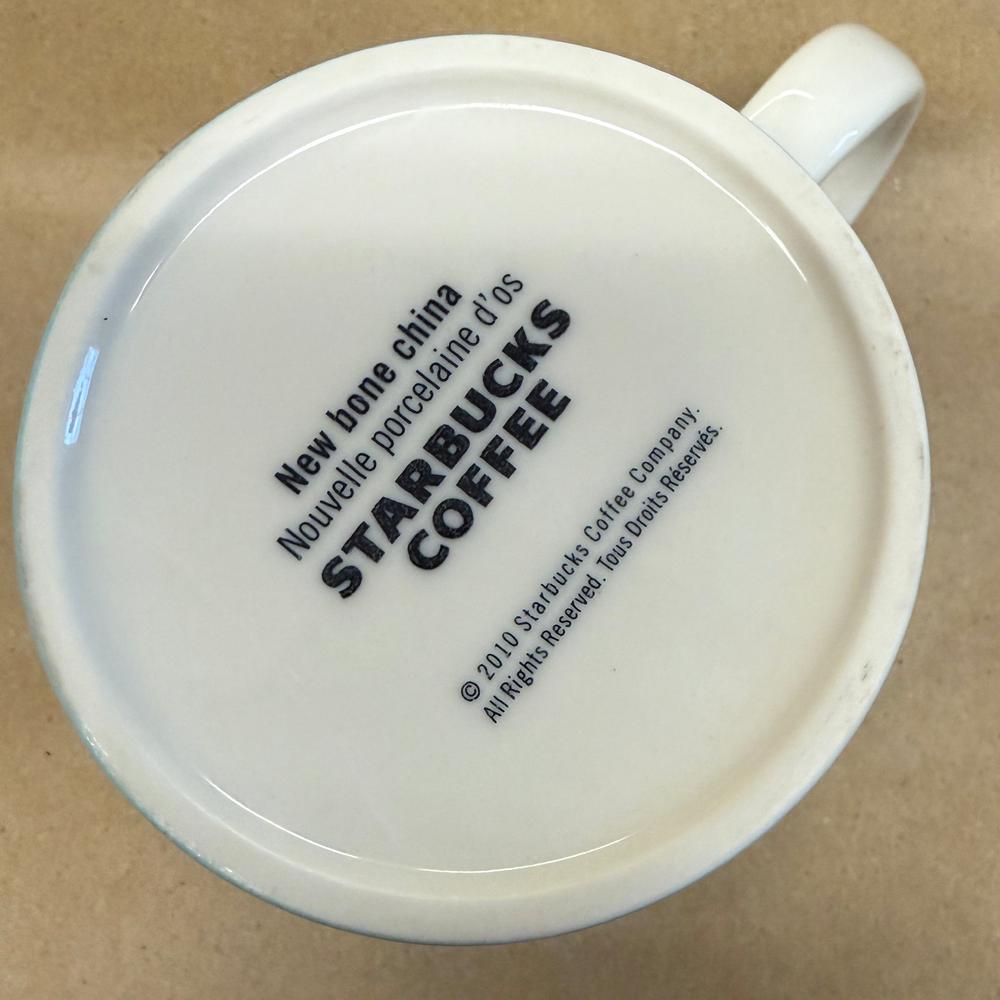 New bone china
Nouvelle porcelaine d'os
STARBUCKS
COFFEE
© 2010 Starbucks Coffee Company.
All Rights Reserved. Tous Droits Réservés.